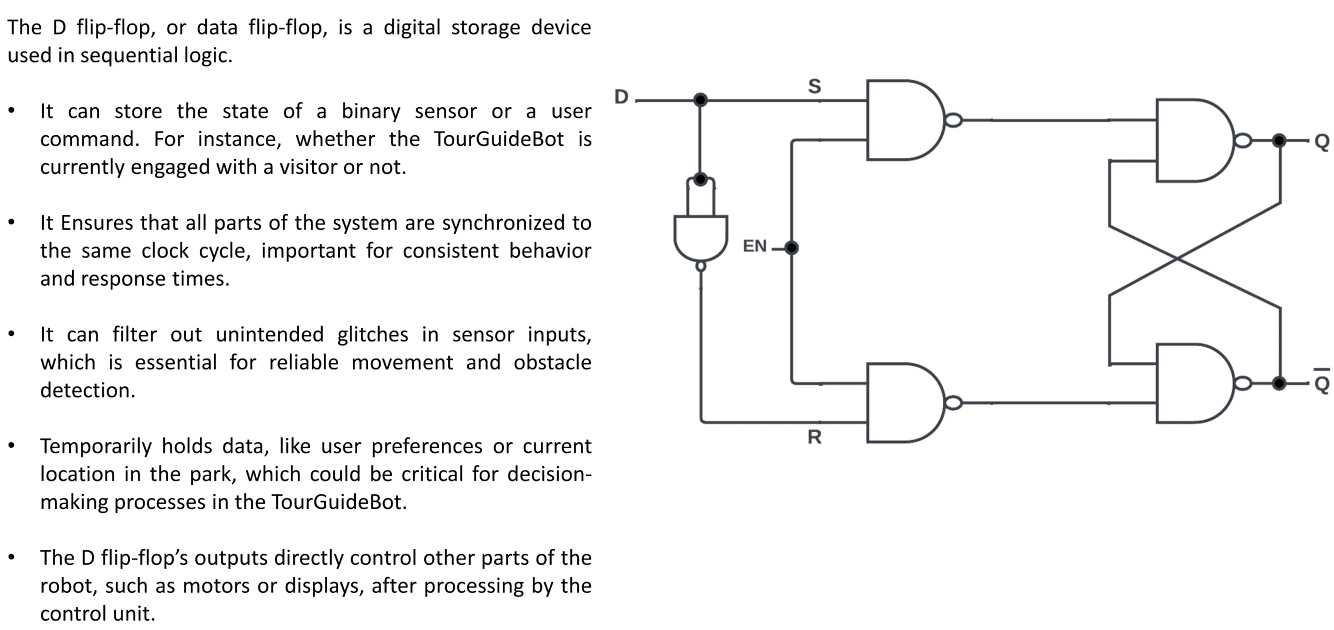 The D flip-flop, or data flip-flop, is a digital storage device
used in sequential logic.
• It can store the state of a binary sensor or a user
command. For instance, whether the TourGuideBot is
currently engaged with a visitor or not.
• It Ensures that all parts of the system are synchronized to
the same clock cycle, important for consistent behavior
and response times.
• It can filter out unintended glitches in sensor inputs,
which is essential for reliable movement and obstacle
detection.
• Temporarily holds data, like user preferences or current
location in the park, which could be critical for decision-
making processes in the TourGuideBot.
• The D flip-flop’s outputs directly control other parts of the
robot, such as motors or displays, after processing by the
control unit.
D
S
Q
EN
Q̅
R